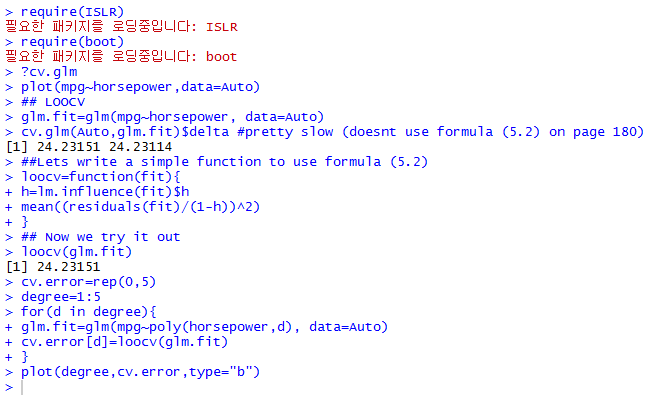 > require(ISLR)
필요한 패키지를 로딩중입니다: ISLR
> require(boot)
필요한 패키지를 로딩중입니다: boot
> ?cv.glm
> plot(mpg~horsepower,data=Auto)
> ## LOOCV
> glm.fit=glm(mpg~horsepower, data=Auto)
> cv.glm(Auto,glm.fit)$delta #pretty slow (doesnt use formula (5.2) on page 180)
[1] 24.23151 24.23114
> ##Lets write a simple function to use formula (5.2)
> loocv=function(fit){
+ h=lm.influence(fit)$h
+ mean((residuals(fit)/(1-h))^2)
+ }
> ## Now we try it out
> loocv(glm.fit)
[1] 24.23151
> cv.error=rep(0,5)
> degree=1:5
> for(d in degree){
+ glm.fit=glm(mpg~poly(horsepower,d), data=Auto)
+ cv.error[d]=loocv(glm.fit)
+ }
> plot(degree,cv.error,type="b")
>